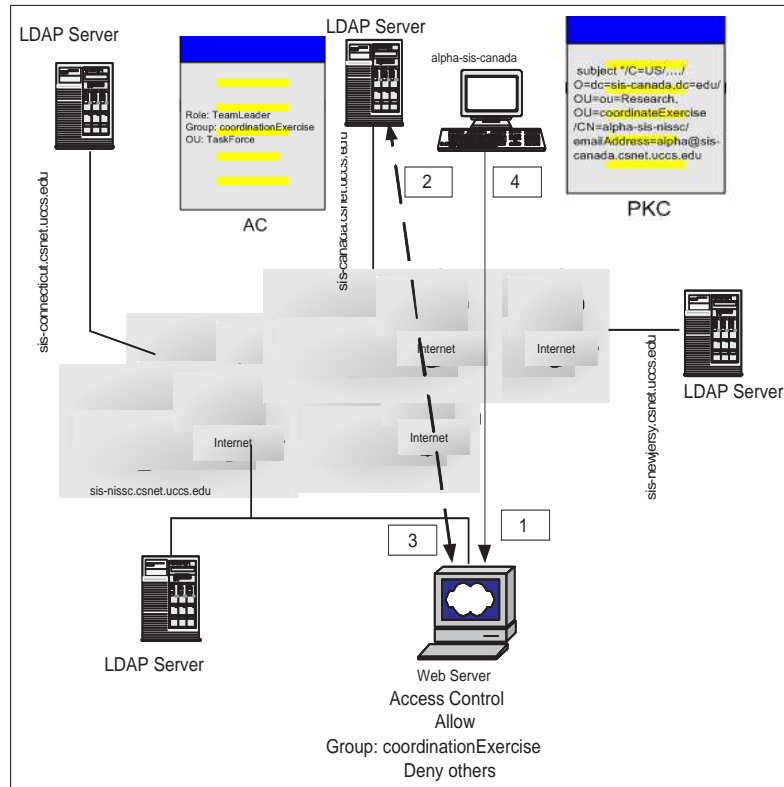 LDAP Server
LDAP Server
alpha-sis-canada
Role: TeamLeader
Group: coordinationExercise
OU: TaskForce
AC
subject "/C=US/..../
O=dc=sis-canada,dc=edu/
OU=ou=Research,
OU=coordinateExercise
/CN=alpha-sis-nissc/
emailAddress=alpha@sis-
canada.csnet.uccs.edu
PKC
2
4
sis-connecticut.csnet.uccs.edu
sis-canada.csnet.uccs.edu
Internet
Internet
Internet
Internet
LDAP Server
sis-newjersy.csnet.uccs.edu
sis-nissc.csnet.uccs.edu
3
1
LDAP Server
Web Server
Access Control
Allow
Group: coordinationExercise
Deny others